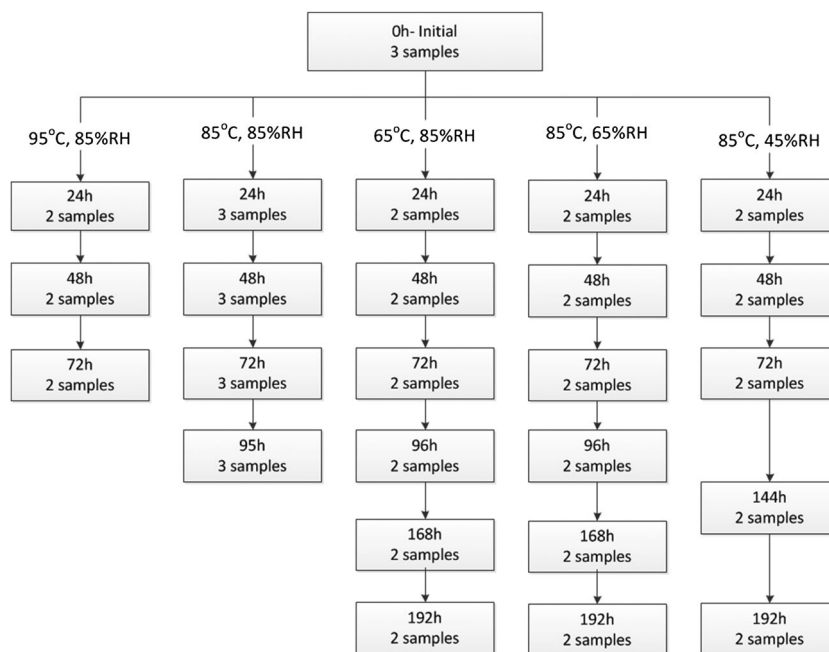 0h- Initial
3 samples
95°C, 85%RH
85°C, 85%RH
65°C, 85%RH
85°C, 65%RH
85°C, 45%RH
24h
2 samples
24h
3 samples
24h
2 samples
24h
2 samples
24h
2 samples
48h
2 samples
48h
3 samples
48h
2 samples
48h
2 samples
48h
2 samples
72h
2 samples
72h
3 samples
72h
2 samples
72h
2 samples
72h
2 samples
95h
3 samples
96h
2 samples
96h
2 samples
144h
2 samples
168h
2 samples
168h
2 samples
192h
2 samples
192h
2 samples
192h
2 samples